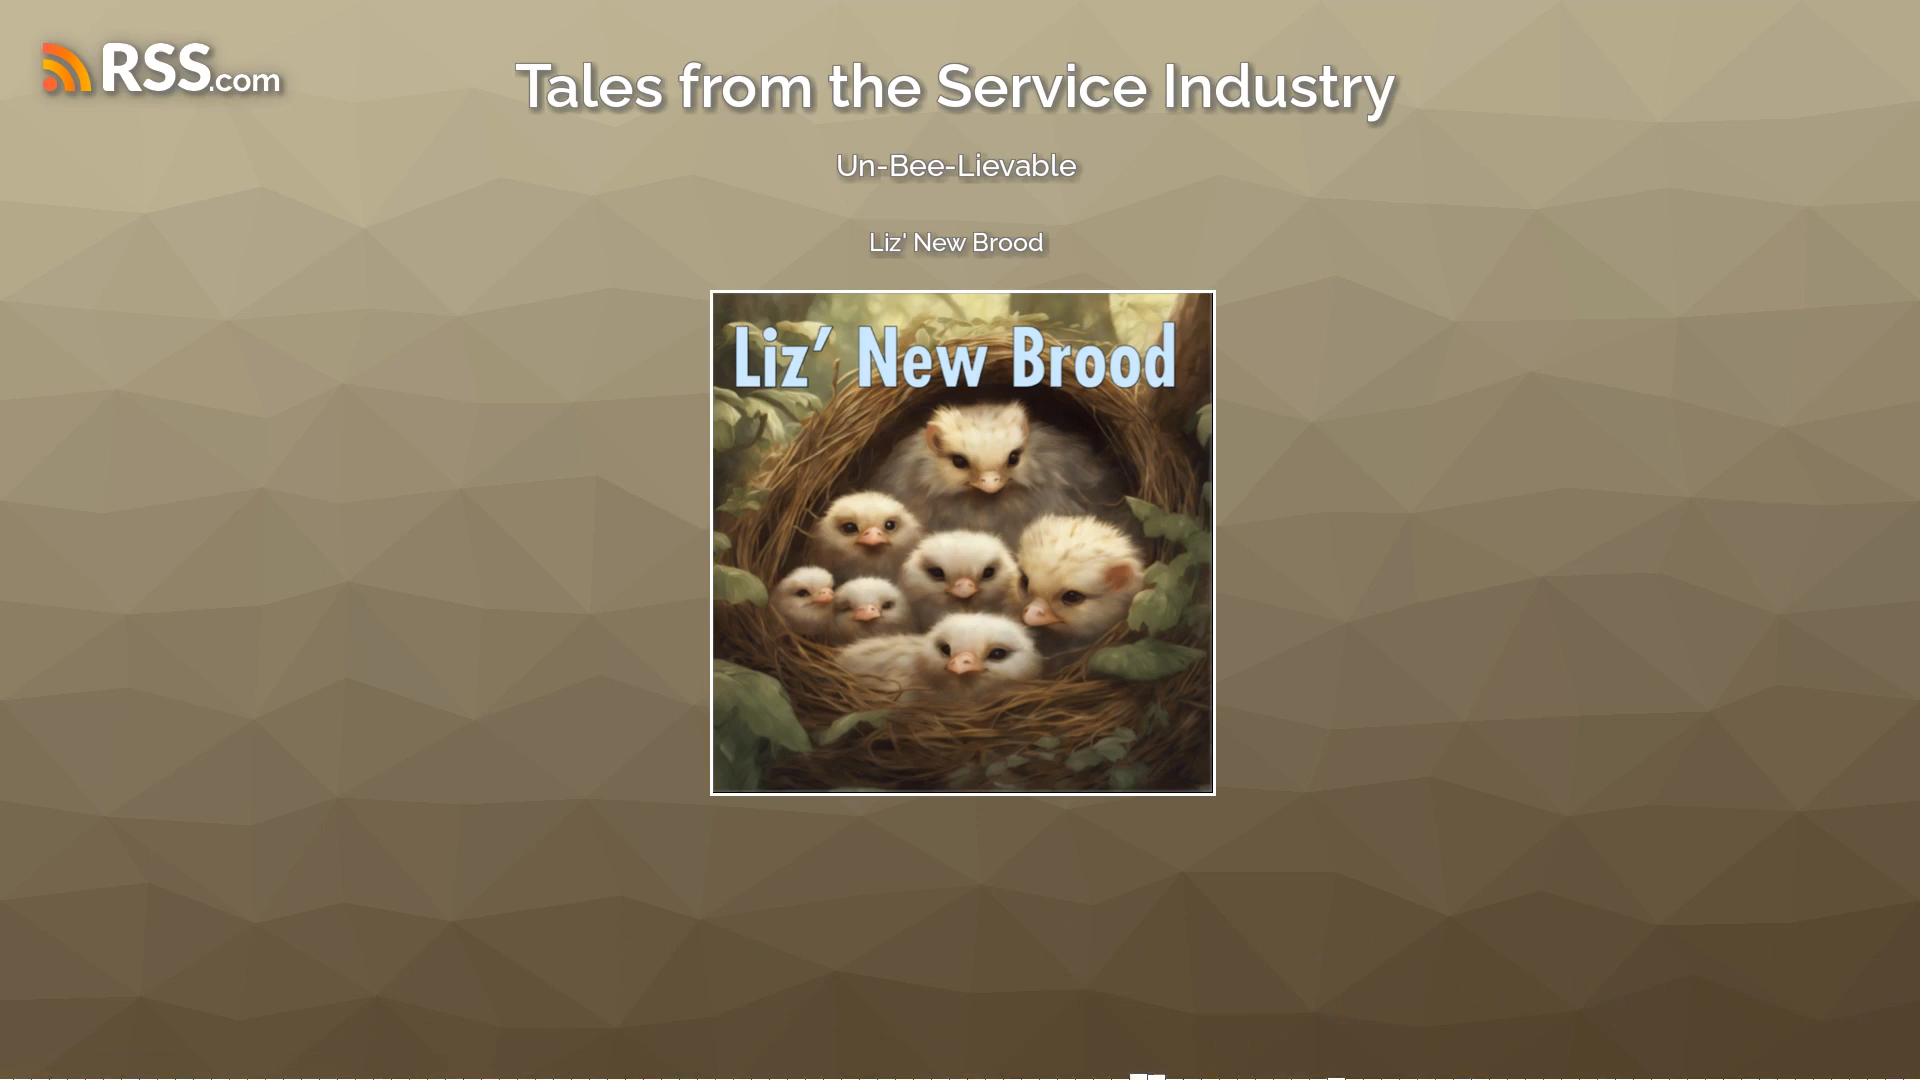 RSS.com
Tales from the Service Industry
Un-Bee-Lievable
Liz' New Brood
Liz' New Brood